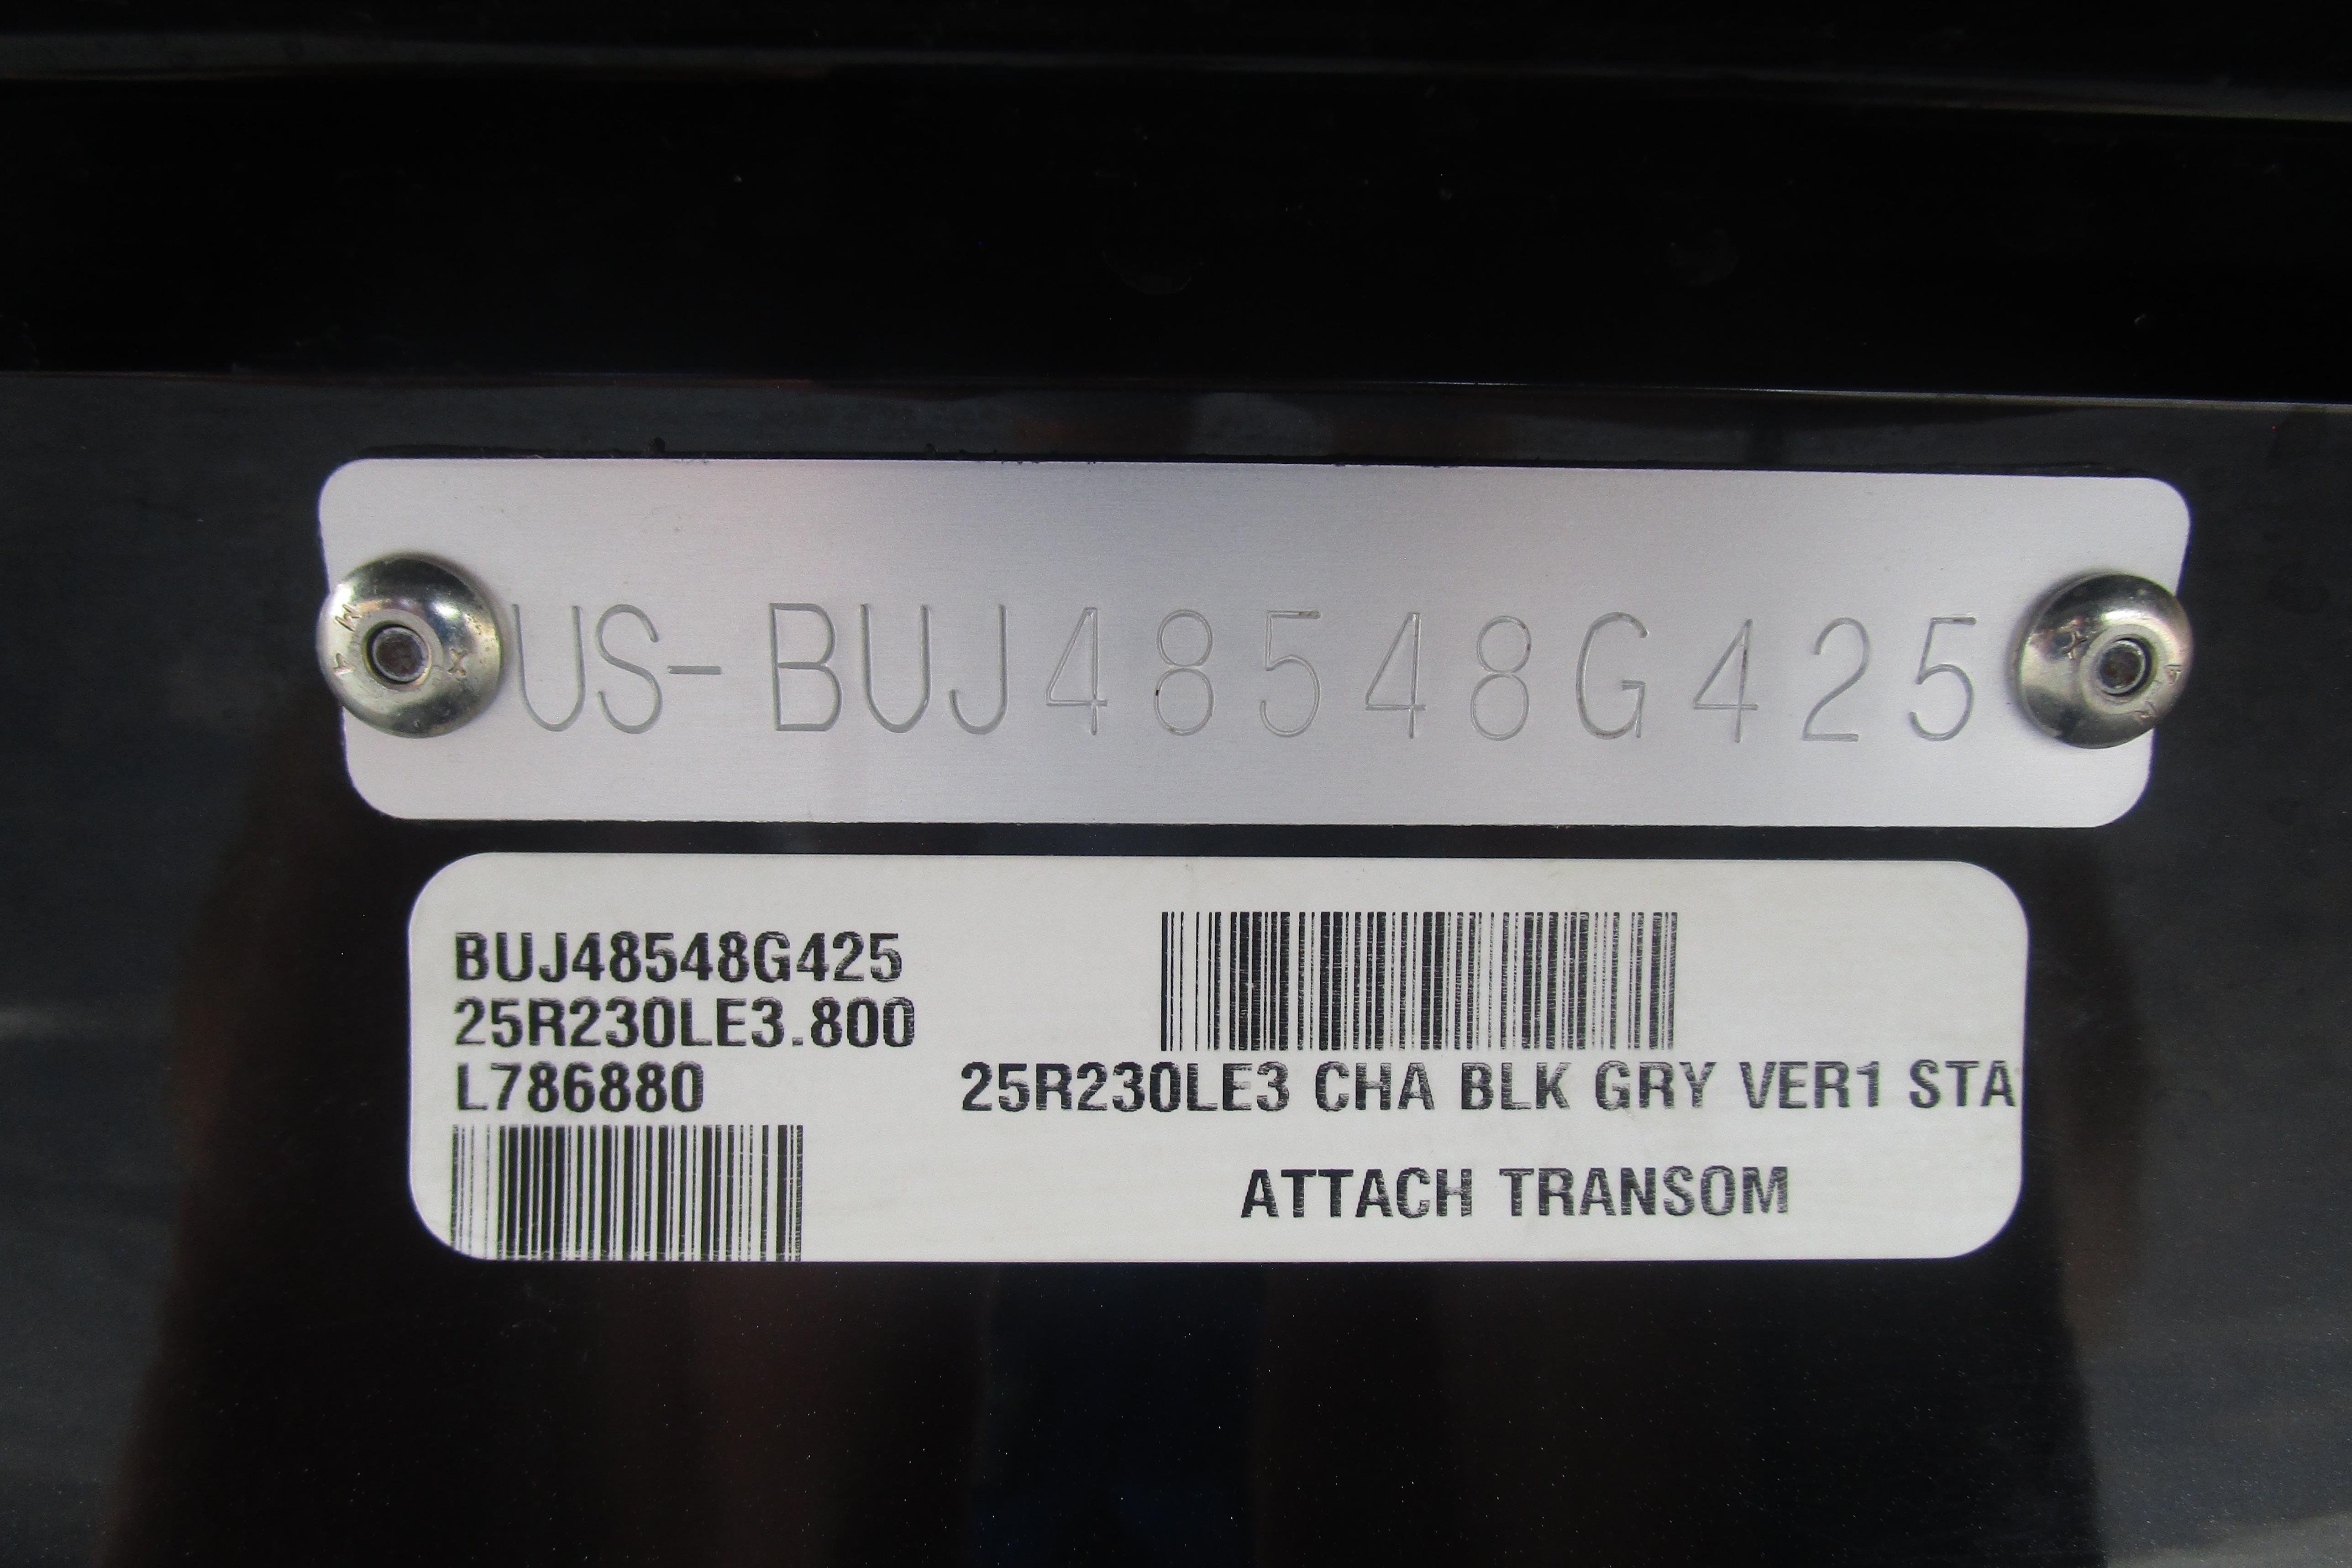 US-BUJ48548G425
BUJ48548G425
25R230LE3.800
L786880
25R230LE3 CHA BLK GRY VER1 STA
ATTACH TRANSOM